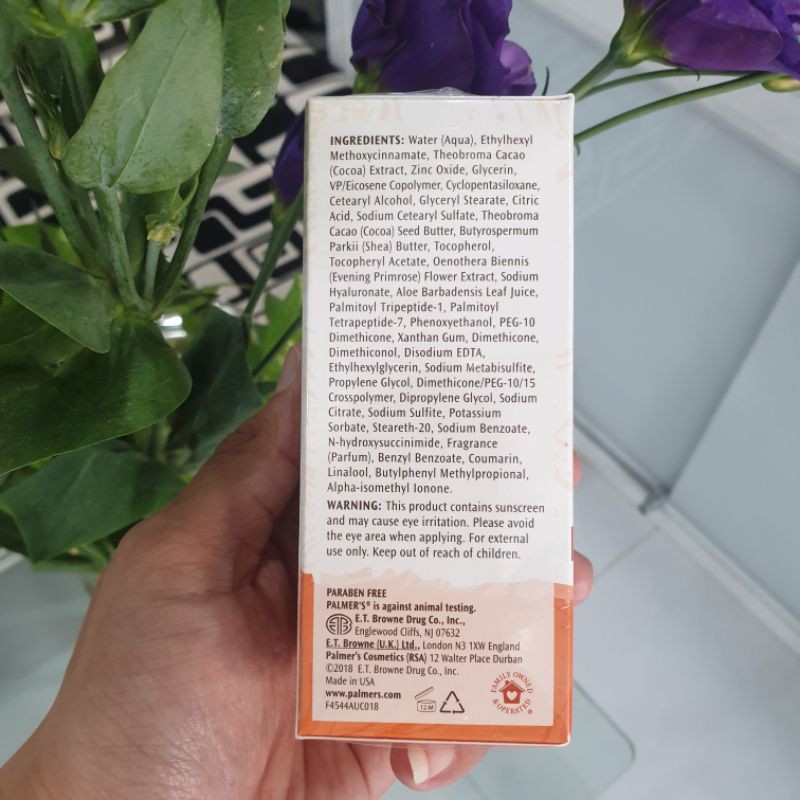 INGREDIENTS: Water (Aqua), Ethylhexyl
Methoxycinnamate, Theobroma Cacao
(Cocoa) Extract, Zinc Oxide, Glycerin,
VP/Eicosene Copolymer, Cyclopentasiloxane,
Cetearyl Alcohol, Glyceryl Stearate, Citric
Acid, Sodium Cetearyl Sulfate, Theobroma
Cacao (Cocoa) Seed Butter, Butyrospermum
Parkii (Shea) Butter, Tocopherol,
Tocopheryl Acetate, Oenothera Biennis
(Evening Primrose) Flower Extract, Sodium
Hyaluronate, Aloe Barbadensis Leaf Juice,
Palmitoyl Tripeptide-1, Palmitoyl
Tetrapeptide-7, Phenoxyethanol, PEG-10
Dimethicone, Xanthan Gum, Dimethicone,
Dimethiconol, Disodium EDTA,
Ethylhexylglycerin, Sodium Metabisulfite,
Propylene Glycol, Dimethicone/PEG-10/15
Crosspolymer, Dipropylene Glycol, Sodium
Citrate, Sodium Sulfite, Potassium
Sorbate, Steareth-20, Sodium Benzoate,
N-hydroxysuccinimide, Fragrance
(Parfum), Benzyl Benzoate, Coumarin,
Linalool, Butylphenyl Methylpropional,
Alpha-isomethyl Ionone.
WARNING: This product contains sunscreen
and may cause eye irritation. Please avoid
the eye area when applying. For external
use only. Keep out of reach of children.
PARABEN FREE
PALMER'S® is against animal testing.
ETB E.T. Browne Drug Co., Inc.,
Englewood Cliffs, NJ 07632
E.T. Browne (U.K.) Ltd., London N3 1XW England
Palmer's Cosmetics (RSA) 12 Walter Place Durban
©2018 E.T. Browne Drug Co., Inc.
Made in USA
www.palmers.com
F4544AUC018
12 M
FAMILY OWNED
& OPERATED®